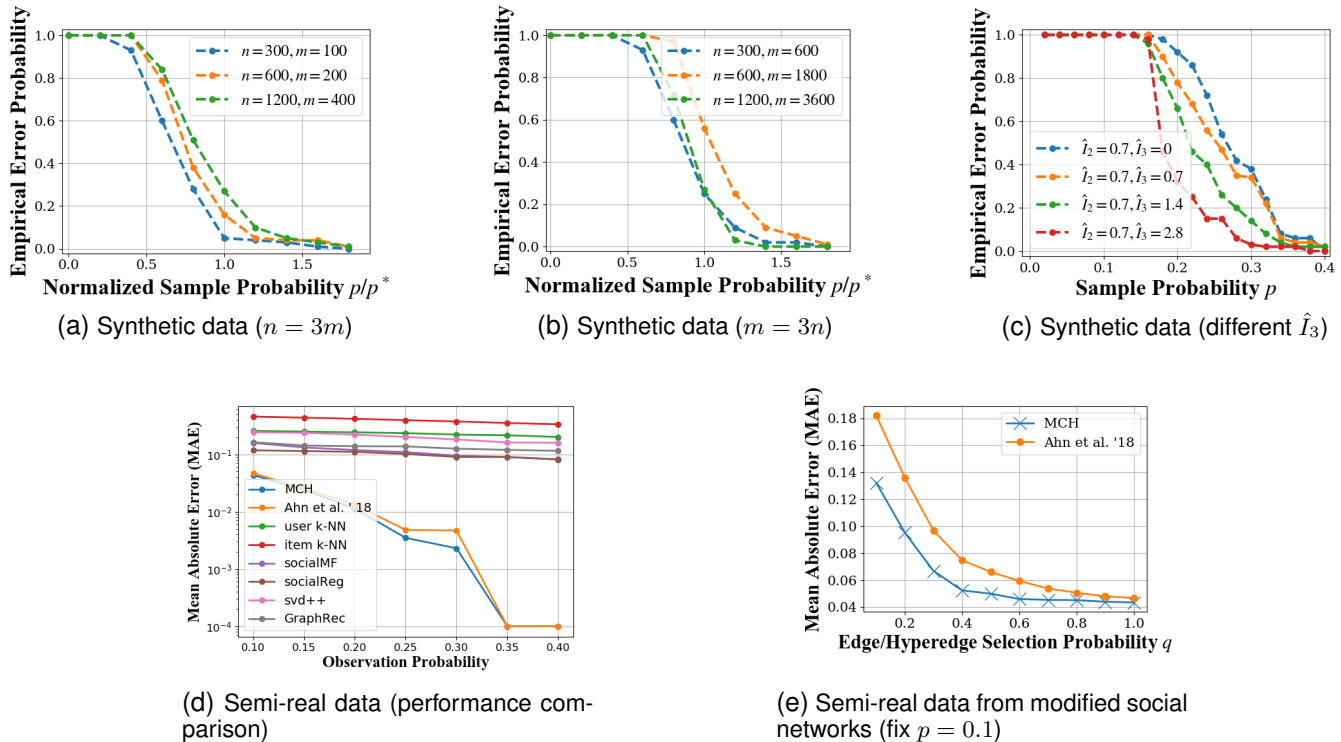 Empirical Error Probability
1.0
0.8
0.6
0.4
0.2
0.0
n = 300, m = 100
n = 600, m = 200
n = 1200, m = 400
0.0 0.5 1.0 1.5
Normalized Sample Probability p/p*
(a) Synthetic data (n = 3m)
Empirical Error Probability
1.0
0.8
0.6
0.4
0.2
0.0
n = 300, m = 600
n = 600, m = 1800
n = 1200, m = 3600
0.0 0.5 1.0 1.5
Normalized Sample Probability p/p*
(b) Synthetic data (m = 3n)
Empirical Error Probability
1.0
0.8
0.6
0.4
0.2
0.0
Î₂ = 0.7, Î₃ = 0
Î₂ = 0.7, Î₃ = 0.7
Î₂ = 0.7, Î₃ = 1.4
Î₂ = 0.7, Î₃ = 2.8
0.0 0.1 0.2 0.3 0.4
Sample Probability p
(c) Synthetic data (different Î₃)
Mean Absolute Error (MAE)
10⁻¹
10⁻²
10⁻³
10⁻⁴
MCH
Ahn et al. '18
user k-NN
item k-NN
socialMF
socialReg
svd++
GraphRec
0.10 0.15 0.20 0.25 0.30 0.35 0.40
Observation Probability
(d) Semi-real data (performance com-
parison)
Mean Absolute Error (MAE)
0.18
0.16
0.14
0.12
0.10
0.08
0.06
0.04
MCH
Ahn et al. '18
0.2 0.4 0.6 0.8 1.0
Edge/Hyperedge Selection Probability q
(e) Semi-real data from modified social
networks (fix p = 0.1)